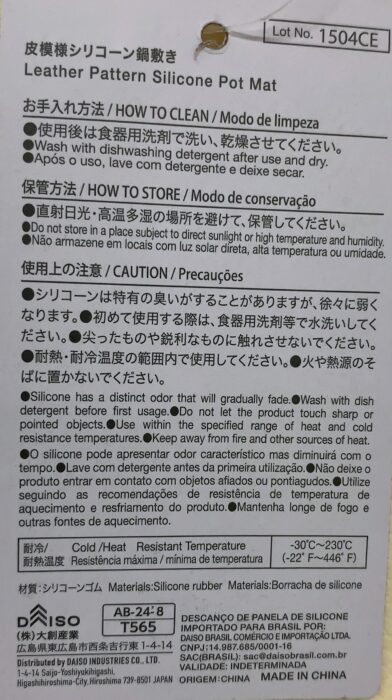 Lot No. 1504CE
皮模様シリコーン鍋敷き
Leather Pattern Silicone Pot Mat
お手入れ方法 / HOW TO CLEAN / Modo de limpeza
●使用後は食器用洗剤で洗い、乾燥させてください。
●Wash with dishwashing detergent after use and dry.
●Após o uso, lave com detergente e deixe secar.
保管方法 / HOW TO STORE / Modo de conservação
●直射日光・高温多湿の場所を避けて、保管してください。
●Do not store in a place subject to direct sunlight or high temperature and humidity.
●Não armazene em locais com luz solar direta, alta temperatura ou umidade.
使用上の注意 / CAUTION / Precauções
●シリコーンは特有の臭いがすることがありますが、徐々に弱く
なります。●初めて使用する際は、食器用洗剤等で水洗いしてく
ださい。●尖ったものや鋭利なものに触れさせないでください。
●耐熱・耐冷温度の範囲内で使用してください。●火や熱源のそ
ばに置かないでください。
●Silicone has a distinct odor that will gradually fade.●Wash with dish
detergent before first usage.●Do not let the product touch sharp or
pointed objects.●Use within the specified range of heat and cold
resistance temperatures.●Keep away from fire and other sources of heat.
●O silicone pode apresentar odor característico mas diminuirá com o
tempo.●Lave com detergente antes da primeira utilização.●Não deixe o
produto entrar em contato com objetos afiados ou pontiagudos.●Utilize
seguindo as recomendações de resistência de temperatura de
aquecimento e resfriamento do produto.●Mantenha longe de fogo e
outras fontes de aquecimento.
耐冷/ Cold /Heat Resistant Temperature -30℃～230℃
耐熱温度 Resistência máxima / mínima de temperatura (-22˚F～446˚F)
材質:シリコーンゴム Materials:Silicone rubber Materials:Borracha de silicone
DAISO
AB-24-8
T565
(株)大創産業
広島県東広島市西条吉行東1-4-14
Distributed by DAISO INDUSTRIES CO., LTD.
1-4-14 Saijo-Yoshiyukihigashi,
Higashihiroshima-City, Hiroshima 739-8501 JAPAN
DESCANÇO DE PANELA DE SILICONE
IMPORTADO PARA BRASIL POR:
DAISO BRASIL COMÉRCIO E IMPORTAÇÃO LTDA.
CNPJ:14.987.685/0001-16
SAC(BRASIL): sac@daisobrasil.com.br
VALIDADE: INDETERMINADA
ORIGEM:CHINA MADE IN CHINA